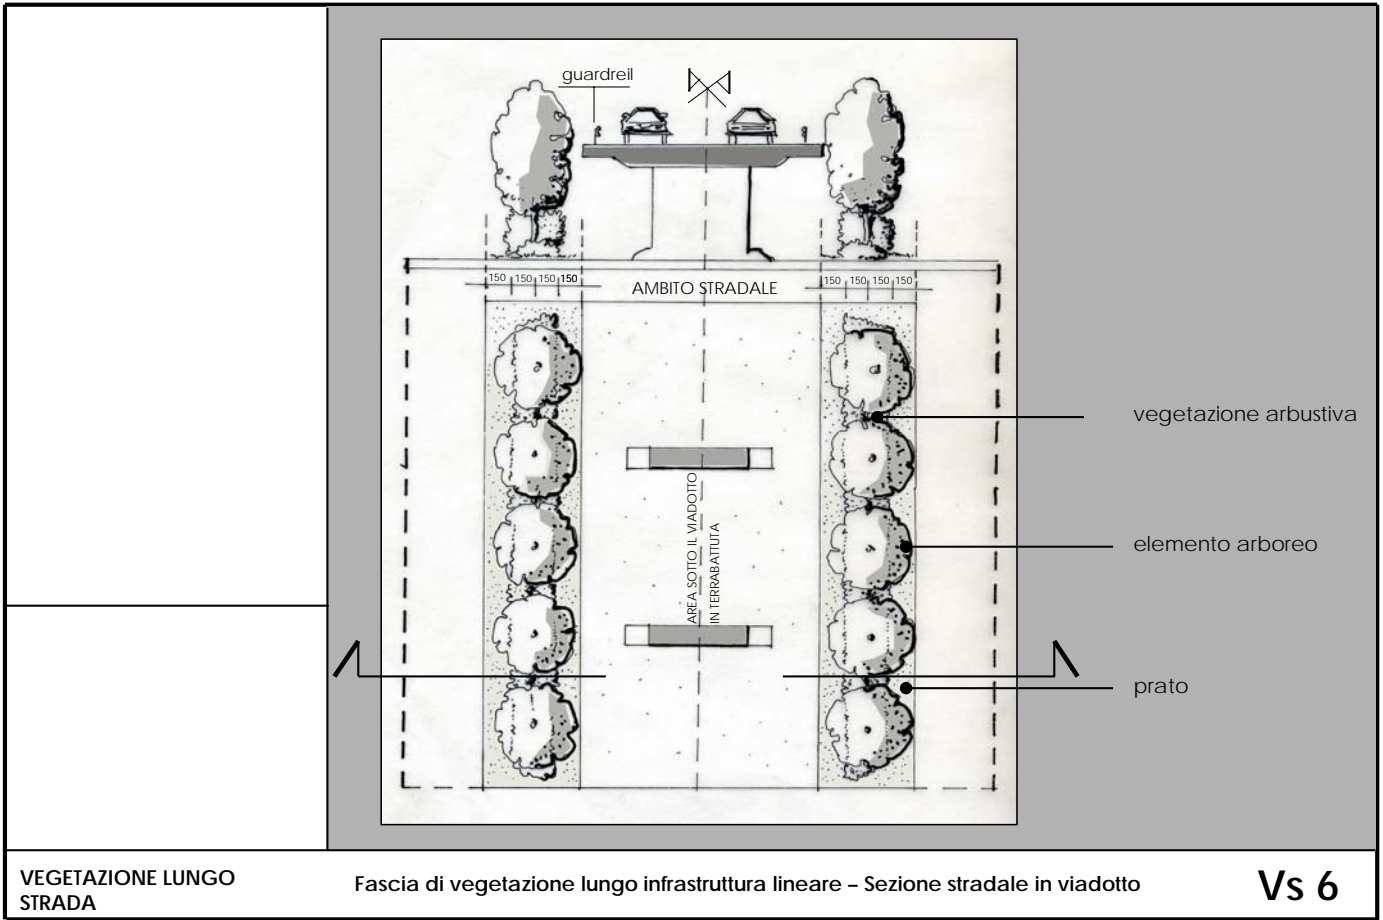 guardreil
150 150 150 150
AMBITO STRADALE
150 150 150 150
vegetazione arbustiva
AREA SOTTO IL VIADOTTO
IN TERRABATTUTA
elemento arboreo
prato
VEGETAZIONE LUNGO
STRADA
Fascia di vegetazione lungo infrastruttura lineare – Sezione stradale in viadotto
Vs 6